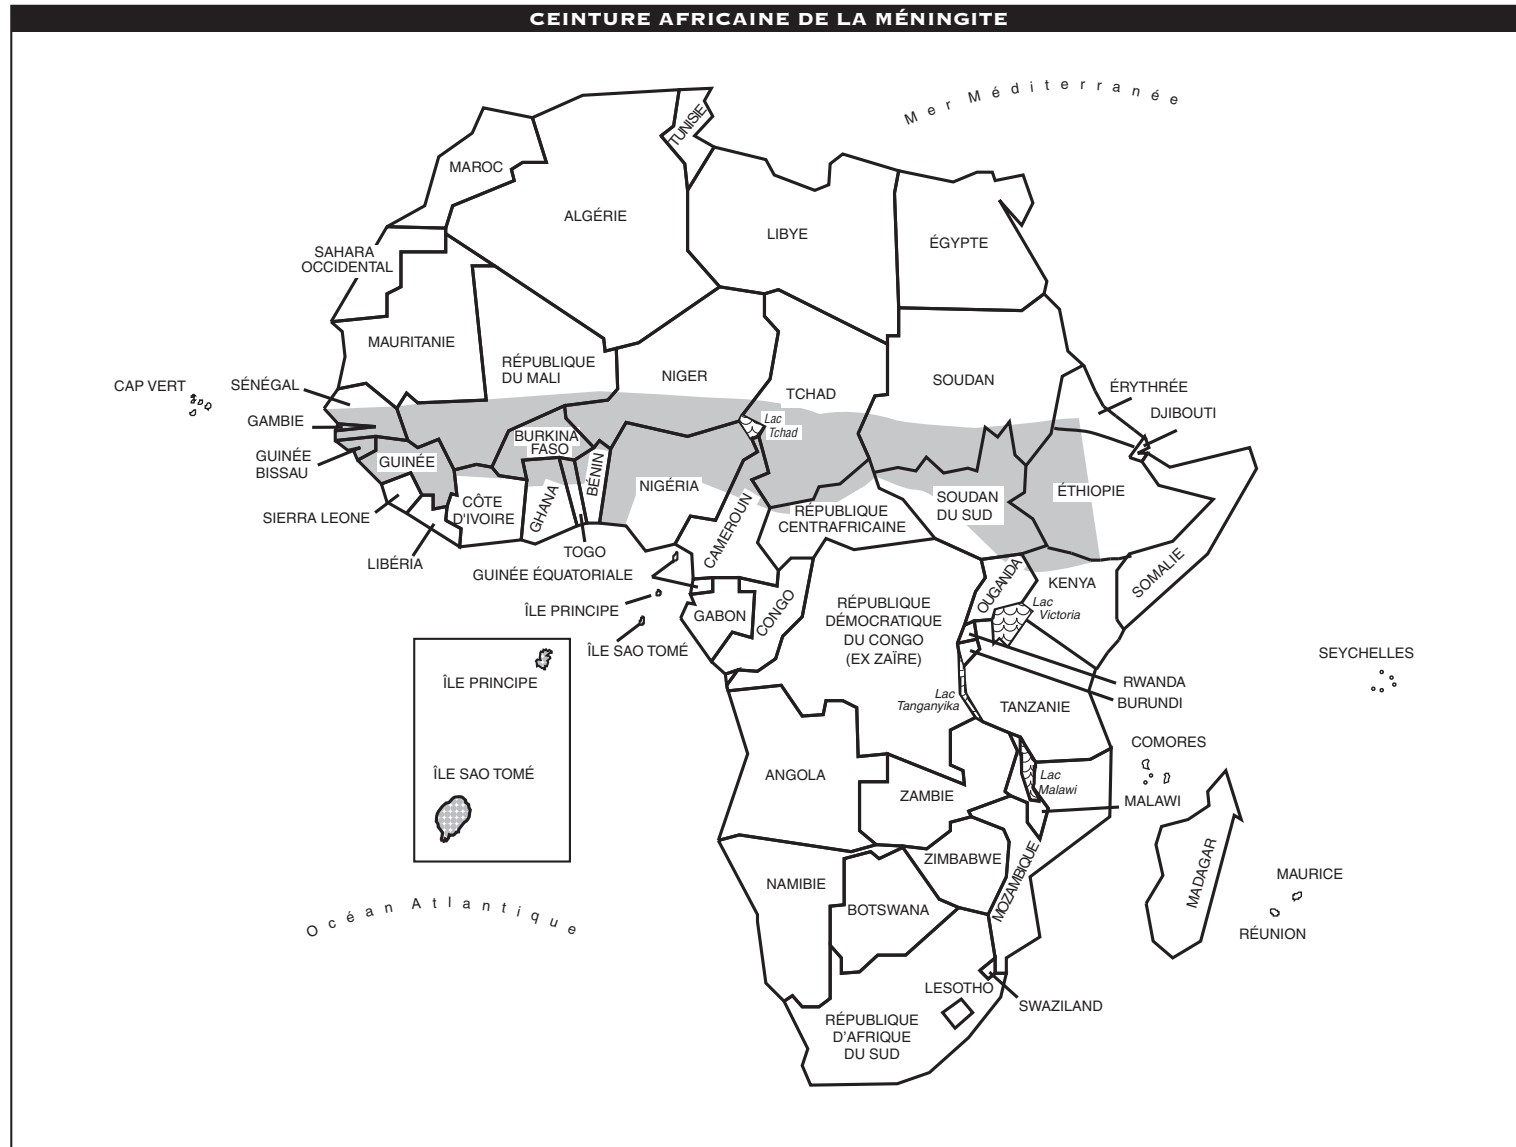 CEINTURE AFRICAINE DE LA MÉNINGITE
Mer Méditerranée
TUNISIE
MAROC
ALGÉRIE
LIBYE
ÉGYPTE
SAHARA
OCCIDENTAL
MAURITANIE
RÉPUBLIQUE
DU MALI
NIGER
TCHAD
SOUDAN
CAP VERT
SÉNÉGAL
ÉRYTHRÉE
GAMBIE
DJIBOUTI
Lac
Tchad
BURKINA
FASO
GUINÉE
BISSAU
GUINÉE
BÉNIN
NIGÉRIA
ÉTHIOPIE
CÔTE
D'IVOIRE
GHANA
SOUDAN
DU SUD
SIERRA LEONE
RÉPUBLIQUE
CENTRAFRICAINE
CAMEROUN
LIBÉRIA
TOGO
GUINÉE ÉQUATORIALE
OUGANDA
KENYA
SOMALIE
ÎLE PRINCIPE
GABON
CONGO
RÉPUBLIQUE
DÉMOCRATIQUE
DU CONGO
(EX ZAÏRE)
Lac
Victoria
ÎLE SAO TOMÉ
SEYCHELLES
ÎLE PRINCIPE
RWANDA
BURUNDI
Lac
Tanganyika
TANZANIE
COMORES
ÎLE SAO TOMÉ
ANGOLA
ZAMBIE
Lac
Malawi
MALAWI
ZIMBABWE
MOZAMBIQUE
MADAGAR
NAMIBIE
BOTSWANA
MAURICE
RÉUNION
Océan Atlantique
LESOTHO
SWAZILAND
RÉPUBLIQUE
D'AFRIQUE
DU SUD